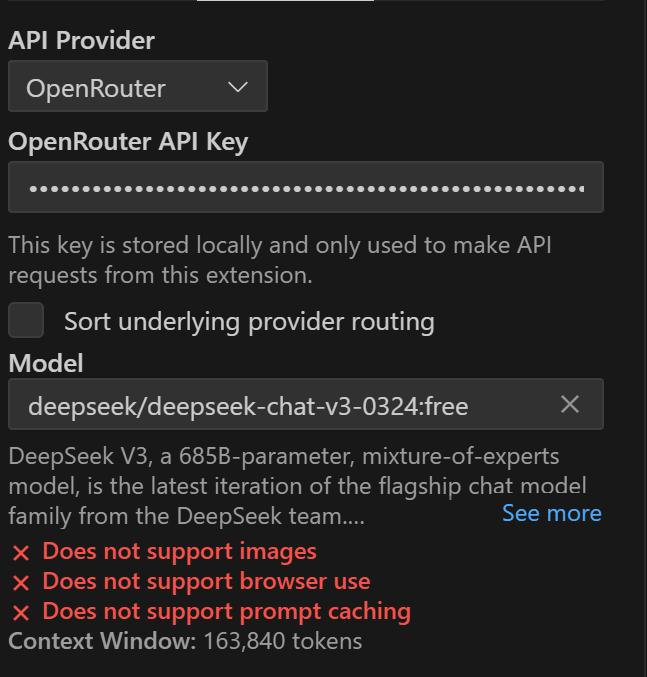 API Provider
OpenRouter
OpenRouter API Key
••••••••••••••••••••••••••••••••••••••••••••••••••••••
This key is stored locally and only used to make API
requests from this extension.
Sort underlying provider routing
Model
deepseek/deepseek-chat-v3-0324:free
DeepSeek V3, a 685B-parameter, mixture-of-experts
model, is the latest iteration of the flagship chat model
family from the DeepSeek team.... See more
Does not support images
Does not support browser use
Does not support prompt caching
Context Window: 163,840 tokens